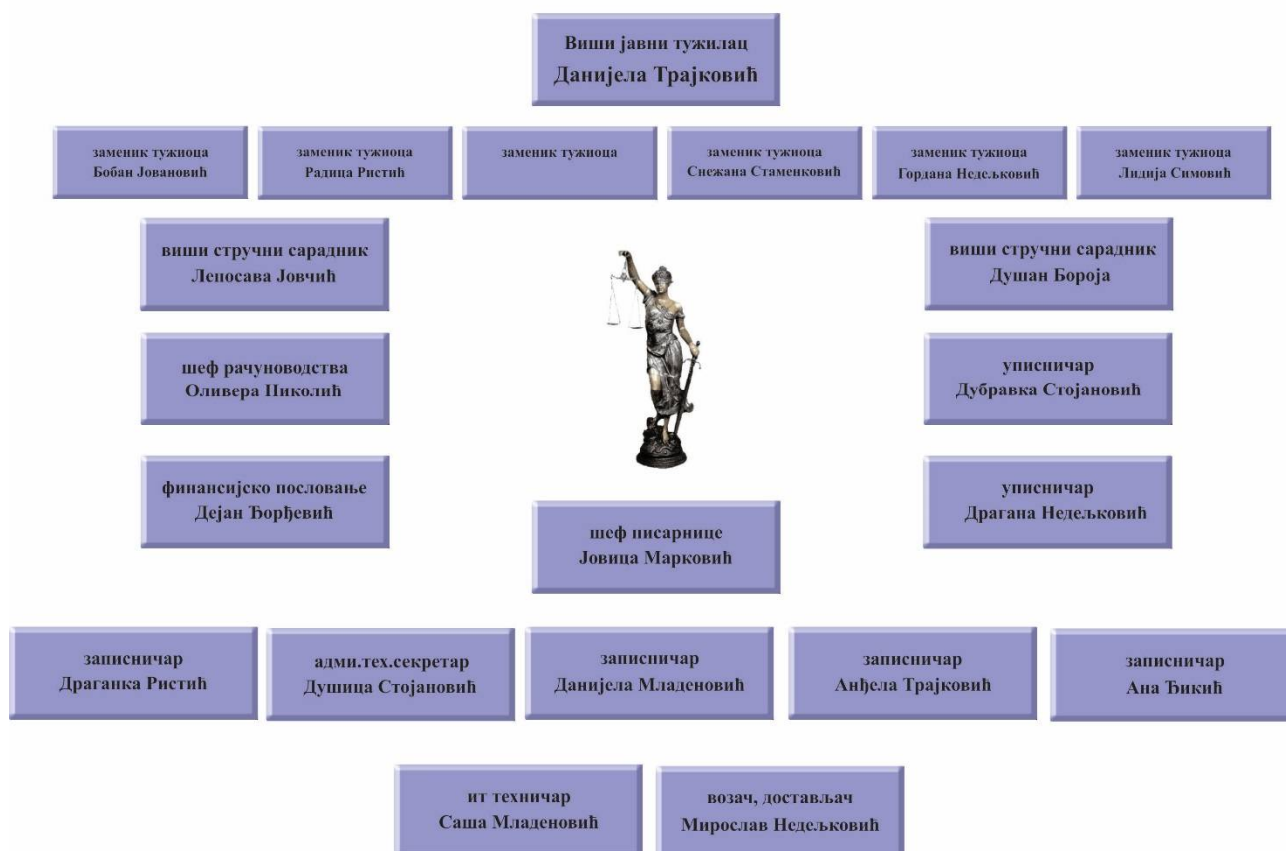 Виши јавни тужилац
Данијела Трајковић
заменик тужиоца
Бобан Јовановић
заменик тужиоца
Радица Ристић
заменик тужиоца
заменик тужиоца
Снежана Стаменковић
заменик тужиоца
Гордана Недељковић
заменик тужиоца
Лидија Симовић
виши стручни сарадник
Лепосава Јовчић
виши стручни сарадник
Душан Бороја
шеф рачуноводства
Оливера Николић
уписничар
Дубравка Стојановић
финансијско пословање
Дејан Ђорђевић
уписничар
Драгана Недељковић
шеф писарнице
Јовица Марковић
записничар
Драганка Ристић
адми.тех.секретар
Душица Стојановић
записничар
Данијела Младеновић
записничар
Анђела Трајковић
записничар
Ана Ђикић
ит техничар
Саша Младеновић
возач, достављач
Мирослав Недељковић